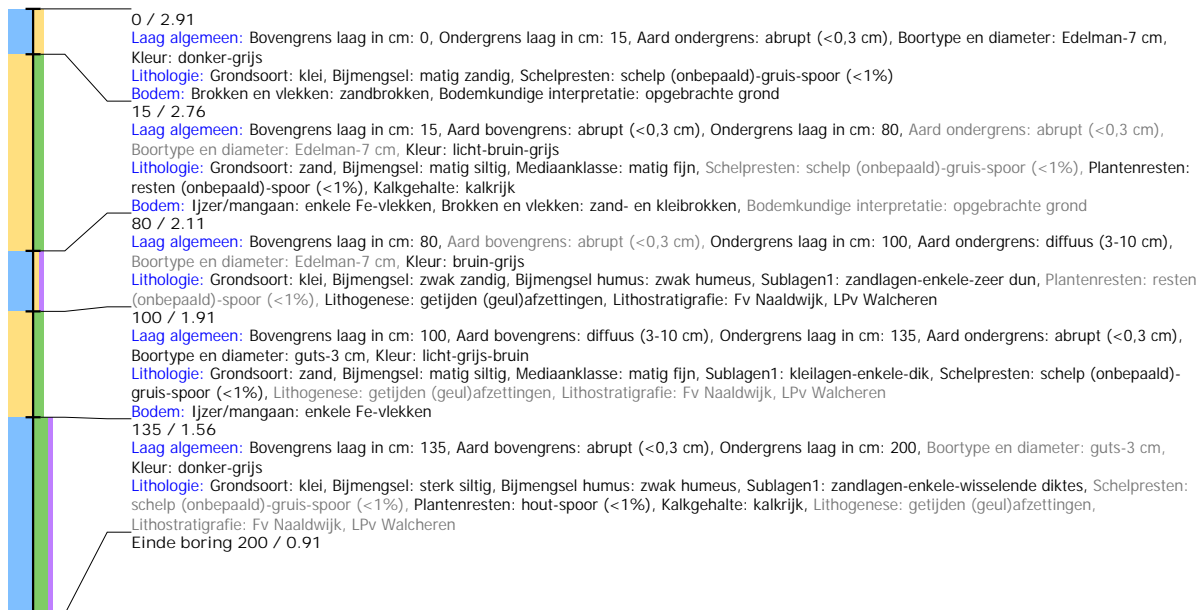 0 / 2.91
Laag algemeen: Bovengrens laag in cm: 0, Ondergrens laag in cm: 15, Aard ondergrens: abrupt (<0,3 cm), Boortype en diameter: Edelman-7 cm,
Kleur: donker-grijs
Lithologie: Grondsoort: klei, Bijmengsel: matig zandig, Schelpresten: schelp (onbepaald)-gruis-spoor (<1%)
Bodem: Brokken en vlekken: zandbrokken, Bodemkundige interpretatie: opgebrachte grond
15 / 2.76
Laag algemeen: Bovengrens laag in cm: 15, Aard bovengrens: abrupt (<0,3 cm), Ondergrens laag in cm: 80, Aard ondergrens: abrupt (<0,3 cm),
Boortype en diameter: Edelman-7 cm, Kleur: licht-bruin-grijs
Lithologie: Grondsoort: zand, Bijmengsel: matig siltig, Mediaanklasse: matig fijn, Schelpresten: schelp (onbepaald)-gruis-spoor (<1%), Plantenresten:
resten (onbepaald)-spoor (<1%), Kalkgehalte: kalkrijk
Bodem: Ijzer/mangaan: enkele Fe-vlekken, Brokken en vlekken: zand- en kleibrokken, Bodemkundige interpretatie: opgebrachte grond
80 / 2.11
Laag algemeen: Bovengrens laag in cm: 80, Aard bovengrens: abrupt (<0,3 cm), Ondergrens laag in cm: 100, Aard ondergrens: diffuus (3-10 cm),
Boortype en diameter: Edelman-7 cm, Kleur: bruin-grijs
Lithologie: Grondsoort: klei, Bijmengsel: zwak zandig, Bijmengsel humus: zwak humeus, Sublagen1: zandlagen-enkele-zeer dun, Plantenresten: resten
(onbepaald)-spoor (<1%), Lithogenese: getijden (geul)afzettingen, Lithostratigrafie: Fv Naaldwijk, LPv Walcheren
100 / 1.91
Laag algemeen: Bovengrens laag in cm: 100, Aard bovengrens: diffuus (3-10 cm), Ondergrens laag in cm: 135, Aard ondergrens: abrupt (<0,3 cm),
Boortype en diameter: guts-3 cm, Kleur: licht-grijs-bruin
Lithologie: Grondsoort: zand, Bijmengsel: matig siltig, Mediaanklasse: matig fijn, Sublagen1: kleilagen-enkele-dik, Schelpresten: schelp (onbepaald)-
gruis-spoor (<1%), Lithogenese: getijden (geul)afzettingen, Lithostratigrafie: Fv Naaldwijk, LPv Walcheren
Bodem: Ijzer/mangaan: enkele Fe-vlekken
135 / 1.56
Laag algemeen: Bovengrens laag in cm: 135, Aard bovengrens: abrupt (<0,3 cm), Ondergrens laag in cm: 200, Boortype en diameter: guts-3 cm,
Kleur: donker-grijs
Lithologie: Grondsoort: klei, Bijmengsel: sterk siltig, Bijmengsel humus: zwak humeus, Sublagen1: zandlagen-enkele-wisselende diktes, Schelpresten:
schelp (onbepaald)-gruis-spoor (<1%), Plantenresten: hout-spoor (<1%), Kalkgehalte: kalkrijk, Lithogenese: getijden (geul)afzettingen,
Lithostratigrafie: Fv Naaldwijk, LPv Walcheren
Einde boring 200 / 0.91